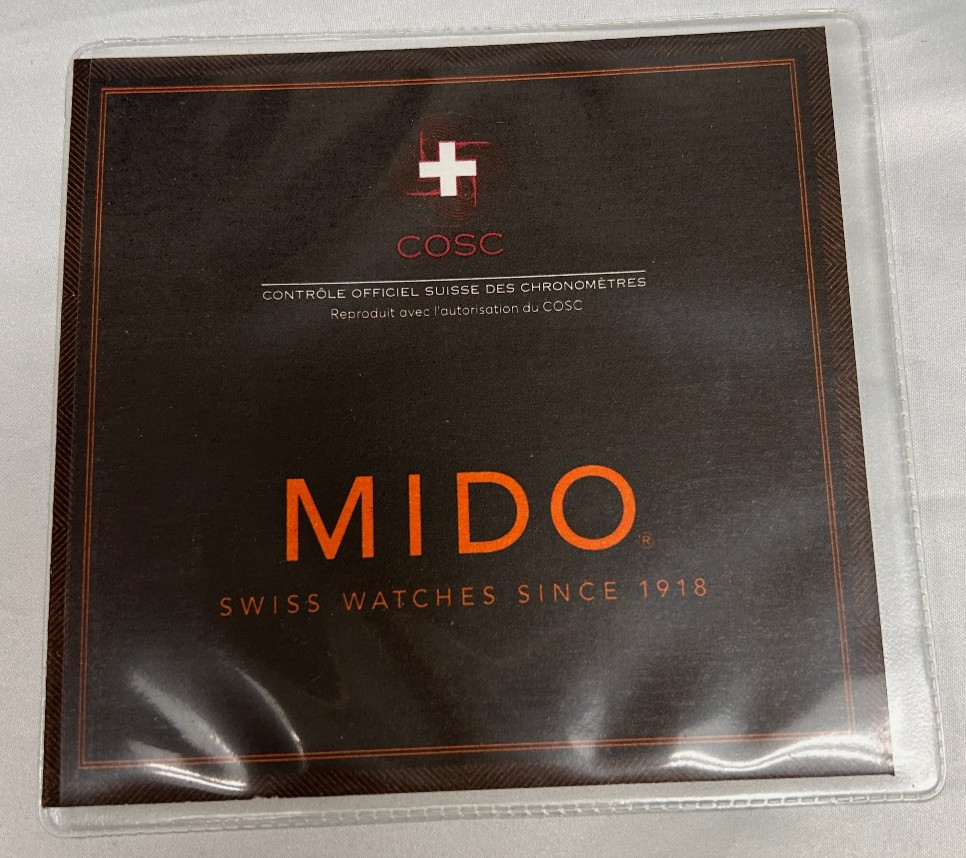 COSC
CONTRÔLE OFFICIEL SUISSE DES CHRONOMÈTRES
Reproduit avec l'autorisation du COSC
MIDO®
SWISS WATCHES SINCE 1918